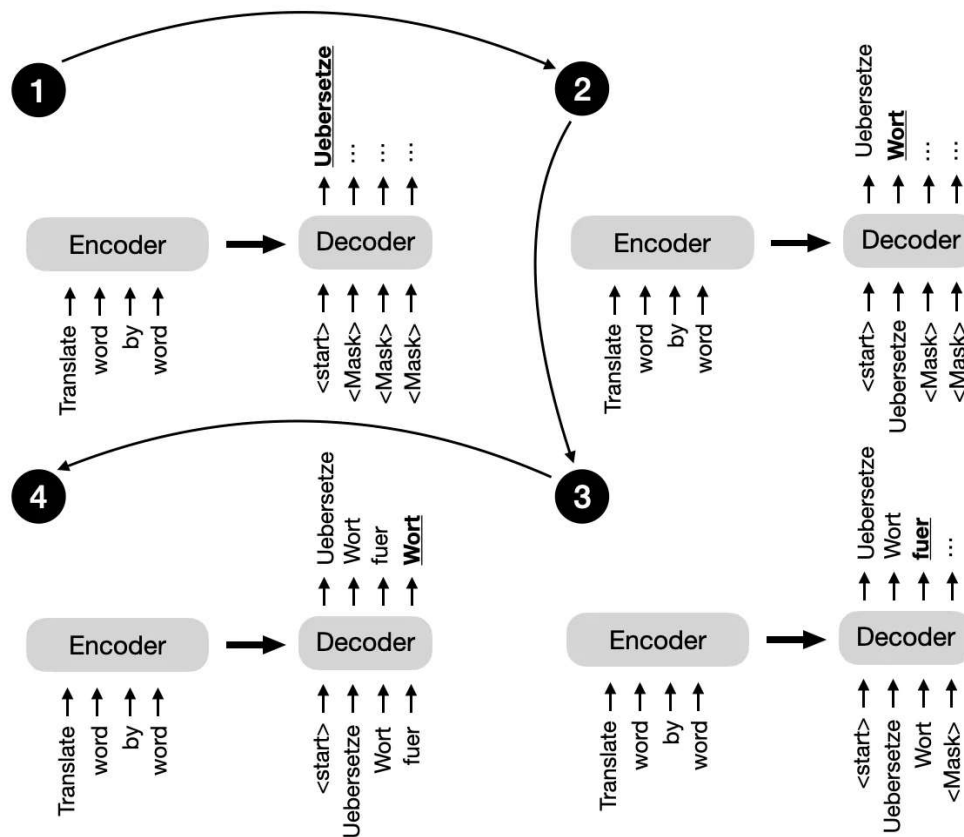 1
Uebersetze
...
...
...
Encoder
Decoder
Translate
word
by
word
<start>
<Mask>
<Mask>
<Mask>
2
Uebersetze
Wort
...
...
Encoder
Decoder
Translate
word
by
word
<start>
Uebersetze
<Mask>
<Mask>
3
Uebersetze
Wort
fuer
...
Encoder
Decoder
Translate
word
by
word
<start>
Uebersetze
Wort
<Mask>
4
Uebersetze
Wort
fuer
Wort
Encoder
Decoder
Translate
word
by
word
<start>
Uebersetze
Wort
fuer